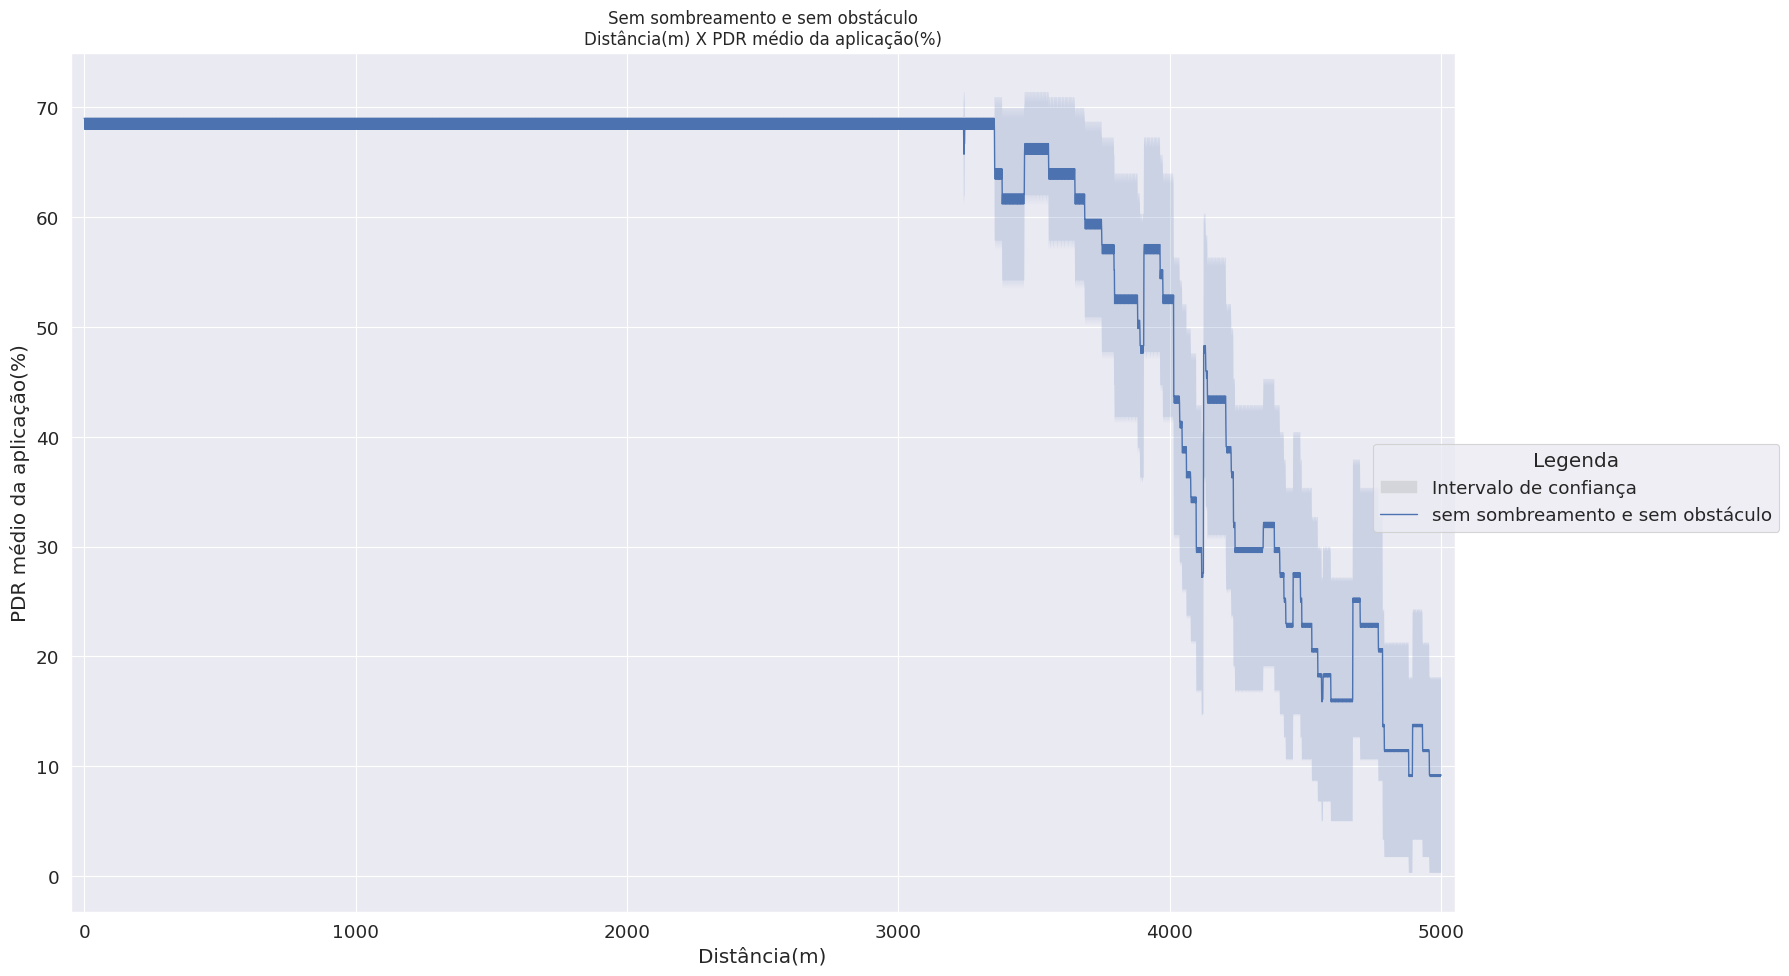 Sem sombreamento e sem obstáculo
Distância(m) X PDR médio da aplicação(%)
PDR médio da aplicação(%)
70
60
50
40
30
20
10
0
Legenda
Intervalo de confiança
sem sombreamento e sem obstáculo
0
1000
2000
3000
4000
5000
Distância(m)